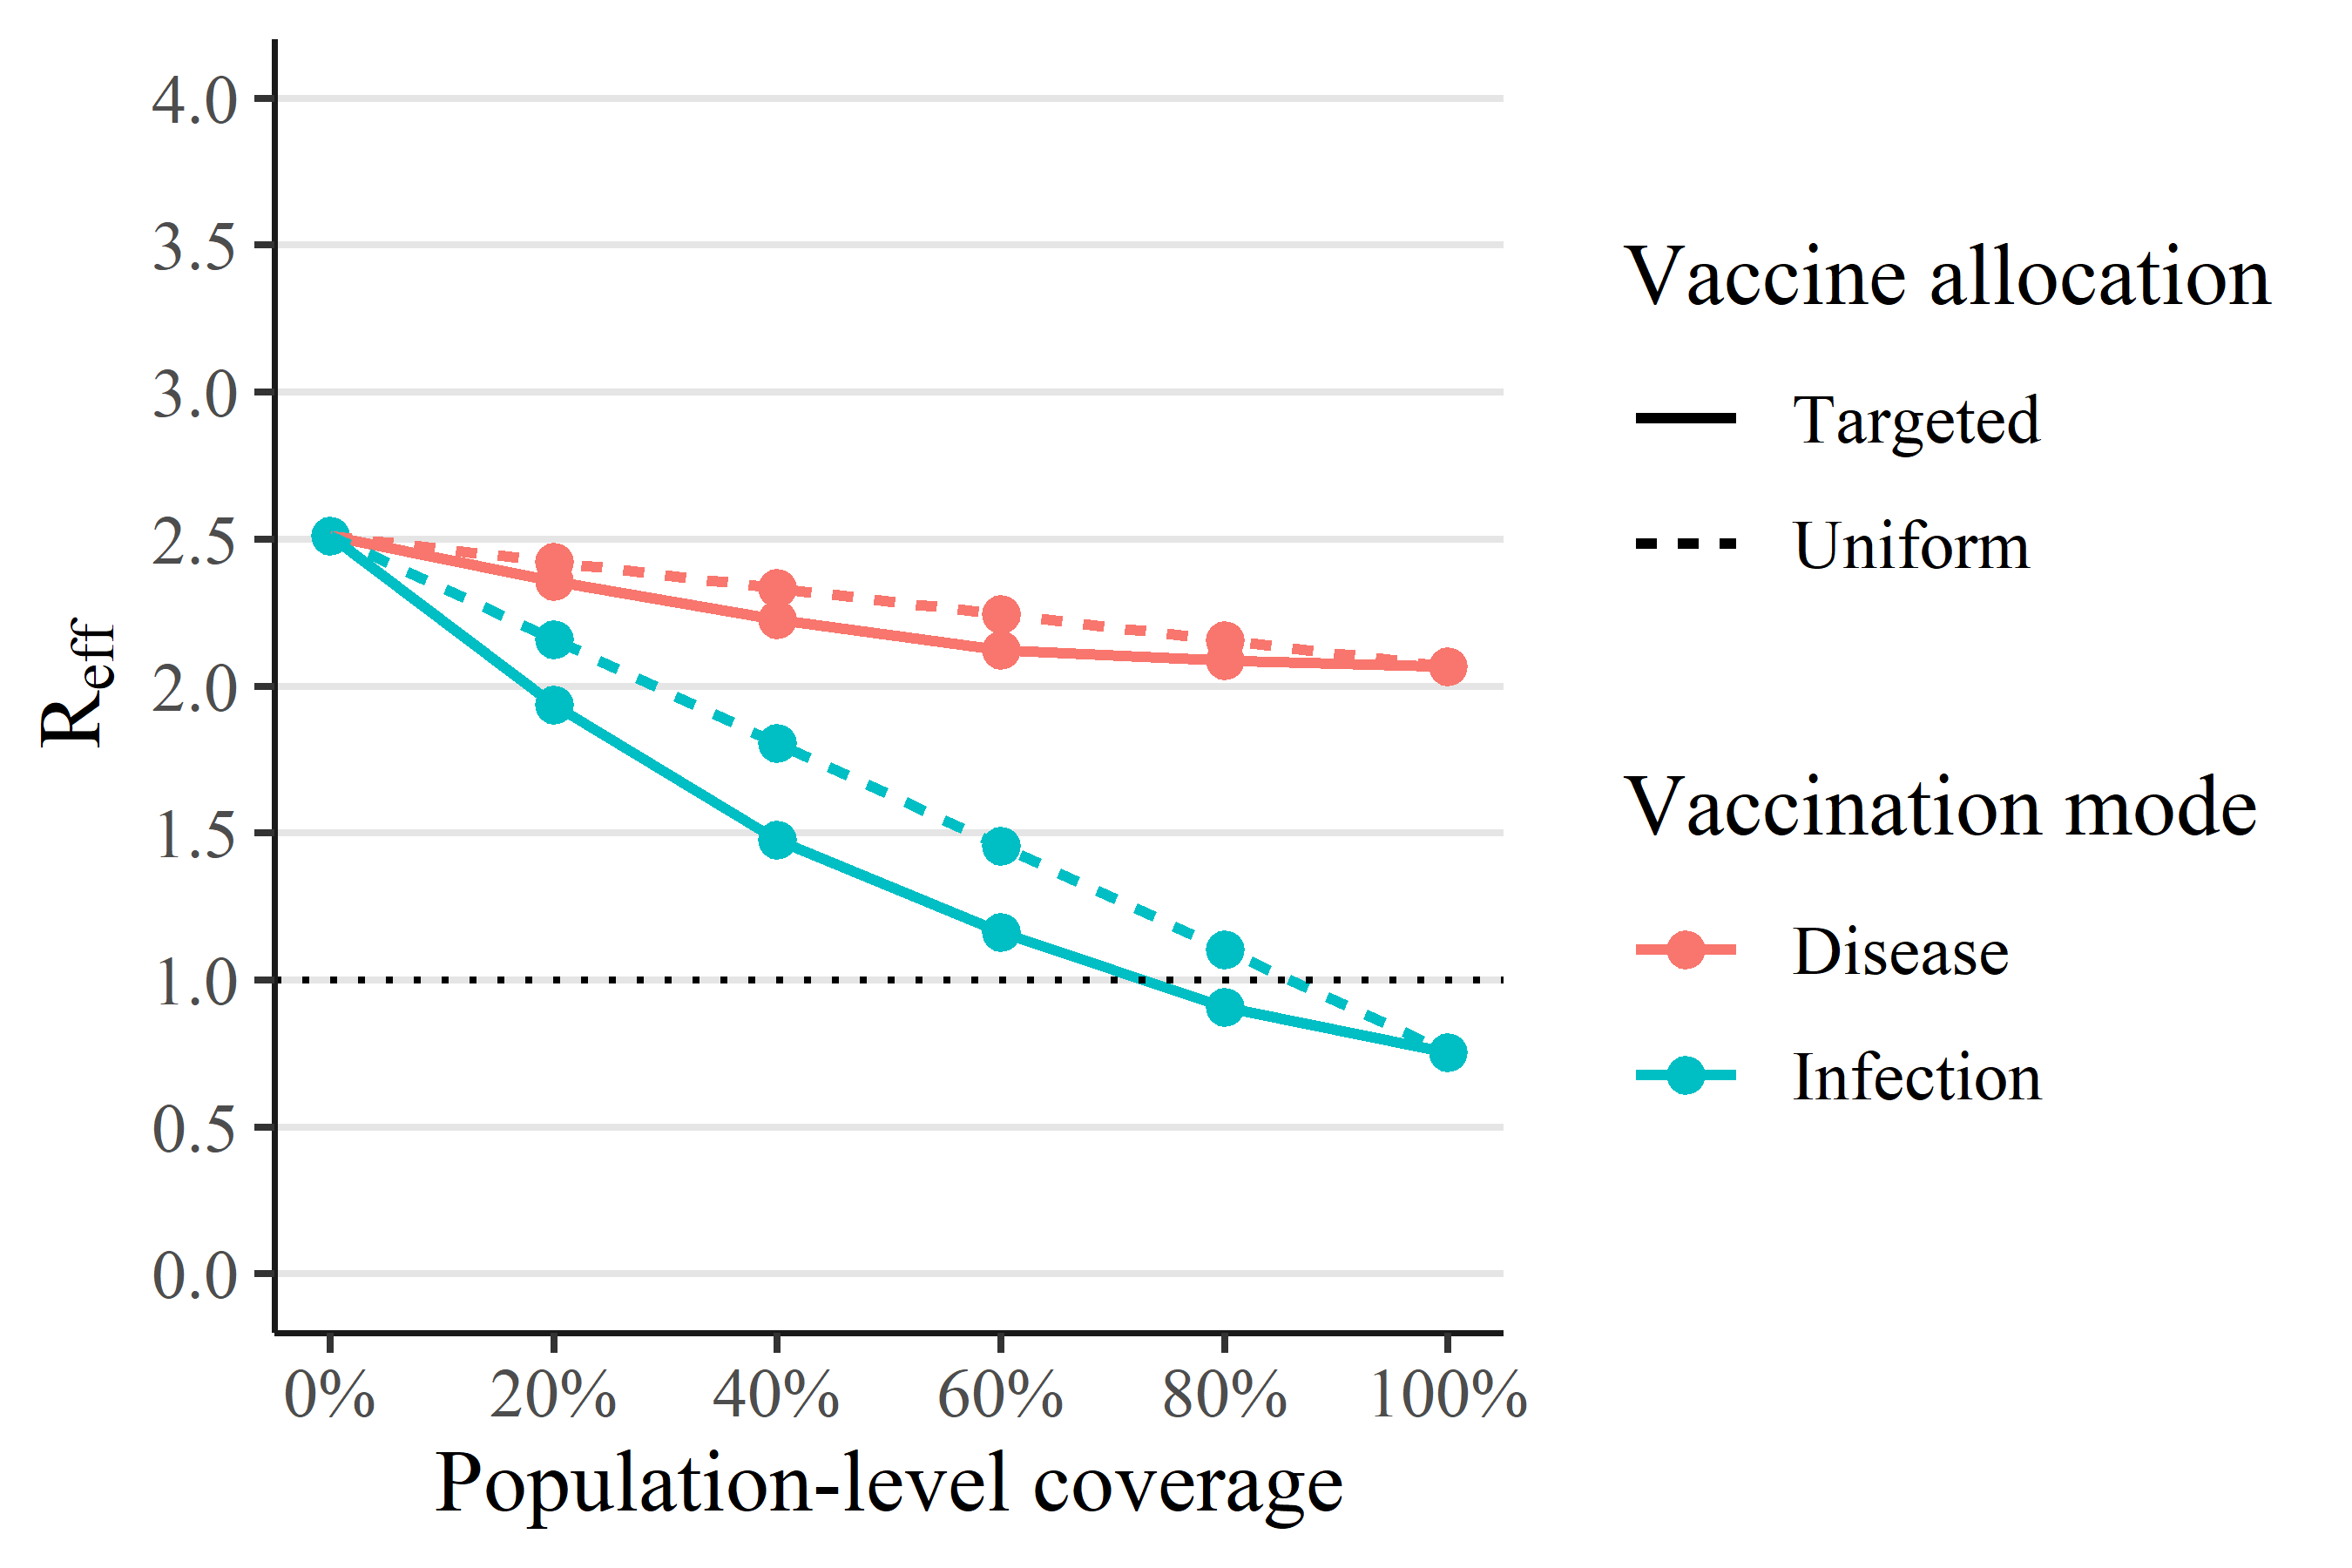 4.0
3.5
3.0
2.5
2.0
1.5
1.0
0.5
0.0
Reff
0% 20% 40% 60% 80% 100%
Population-level coverage
Vaccine allocation
Targeted
Uniform
Vaccination mode
Disease
Infection